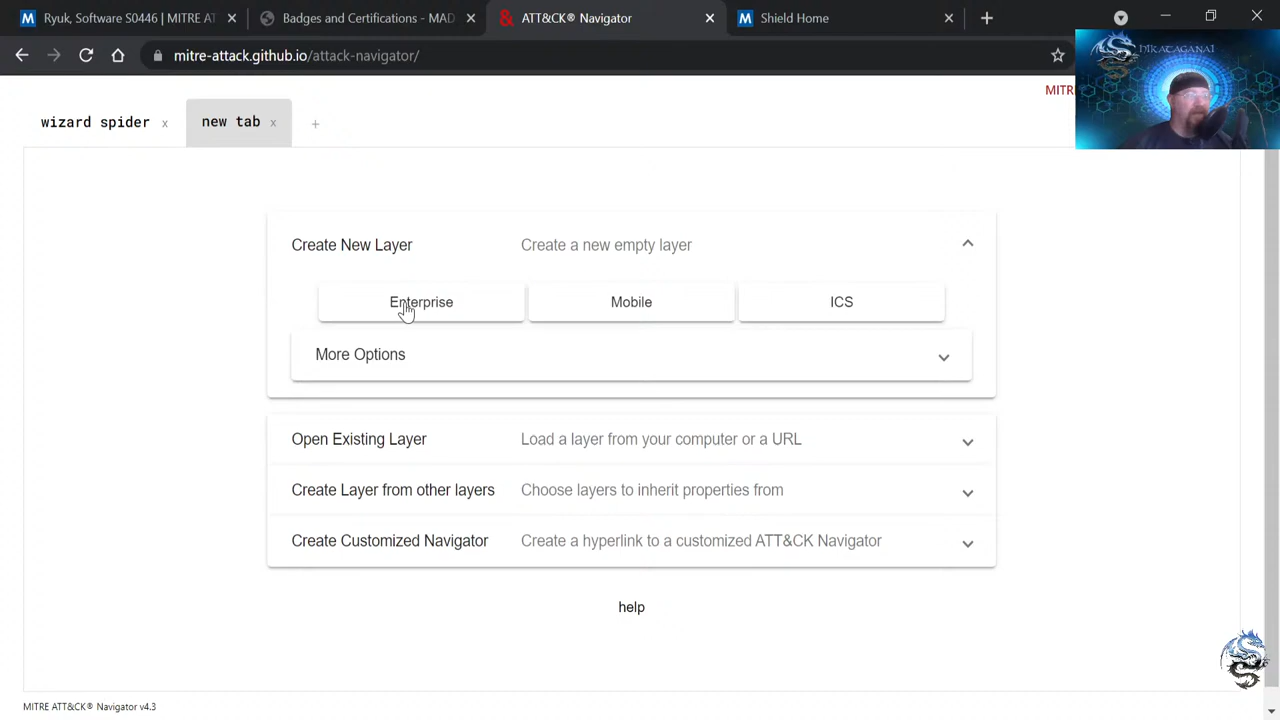 Ryuk, Software S0446 | MITRE AT
Badges and Certifications - MAD
ATT&CK® Navigator
Shield Home
mitre-attack.github.io/attack-navigator/
HIKATAGANAI
wizard spider x
new tab x
+
Create New Layer
Create a new empty layer
Enterprise
Mobile
ICS
More Options
Open Existing Layer
Load a layer from your computer or a URL
Create Layer from other layers
Choose layers to inherit properties from
Create Customized Navigator
Create a hyperlink to a customized ATT&CK Navigator
help
MITRE ATT&CK® Navigator v4.3